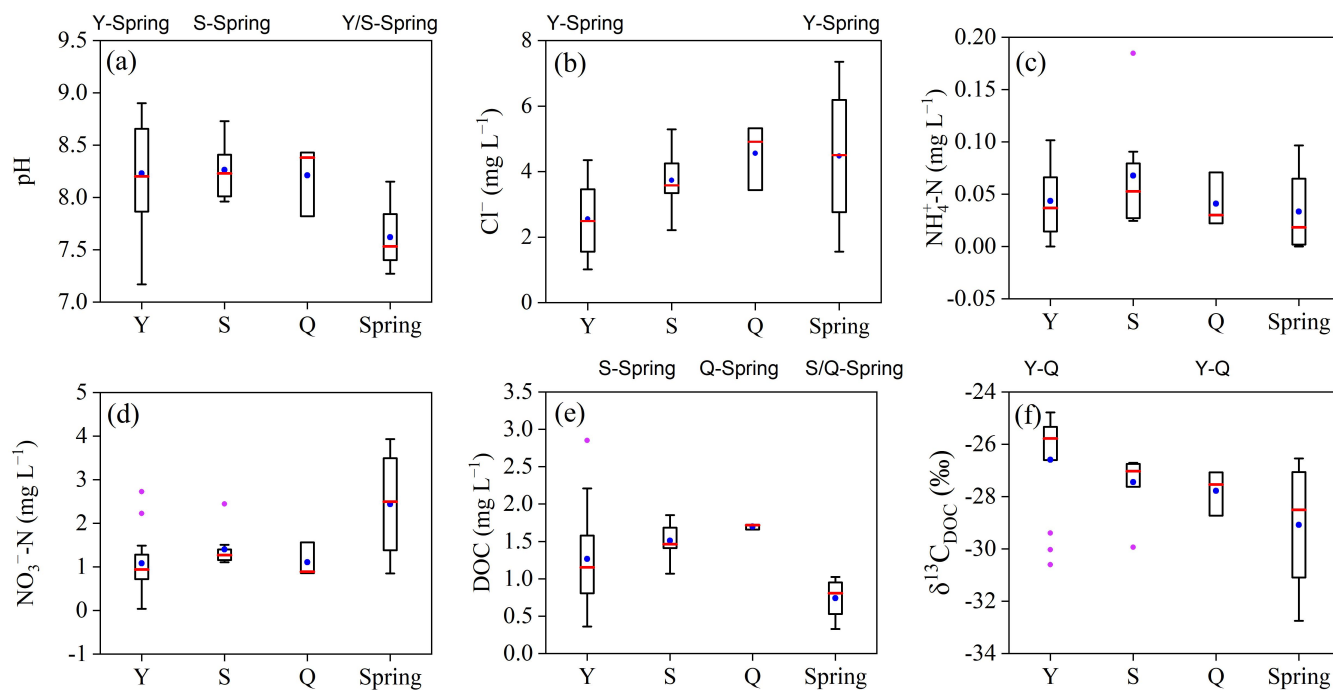 Y-Spring S-Spring Y/S-Spring
(a)
9.5
9.0
8.5
8.0
7.5
7.0
pH
Y S Q Spring
Y-Spring Y-Spring
(b)
8
6
4
2
0
Cl⁻ (mg L⁻¹)
Y S Q Spring
(c)
0.20
0.15
0.10
0.05
0.00
-0.05
NH₄⁺-N (mg L⁻¹)
Y S Q Spring
(d)
5
4
3
2
1
0
-1
NO₃⁻-N (mg L⁻¹)
Y S Q Spring
S-Spring Q-Spring S/Q-Spring
(e)
3.5
3.0
2.5
2.0
1.5
1.0
0.5
0.0
DOC (mg L⁻¹)
Y S Q Spring
Y-Q Y-Q
(f)
-24
-26
-28
-30
-32
-34
δ¹³C_DOC (‰)
Y S Q Spring